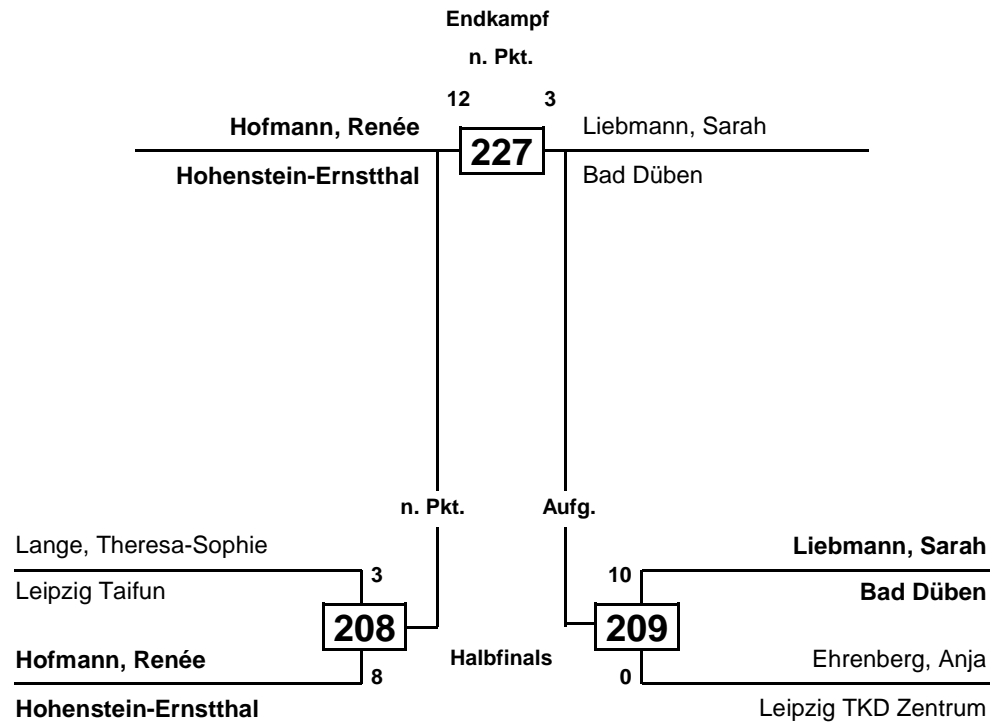 Endkampf
n. Pkt.
12 3
Hofmann, Renée
227
Liebmann, Sarah
Hohenstein-Ernstthal
Bad Düben
n. Pkt. Aufg.
Lange, Theresa-Sophie
3
Leipzig Taifun
208
Hofmann, Renée
8
Hohenstein-Ernstthal
Halbfinals
Liebmann, Sarah
10
Bad Düben
209
Ehrenberg, Anja
0
Leipzig TKD Zentrum